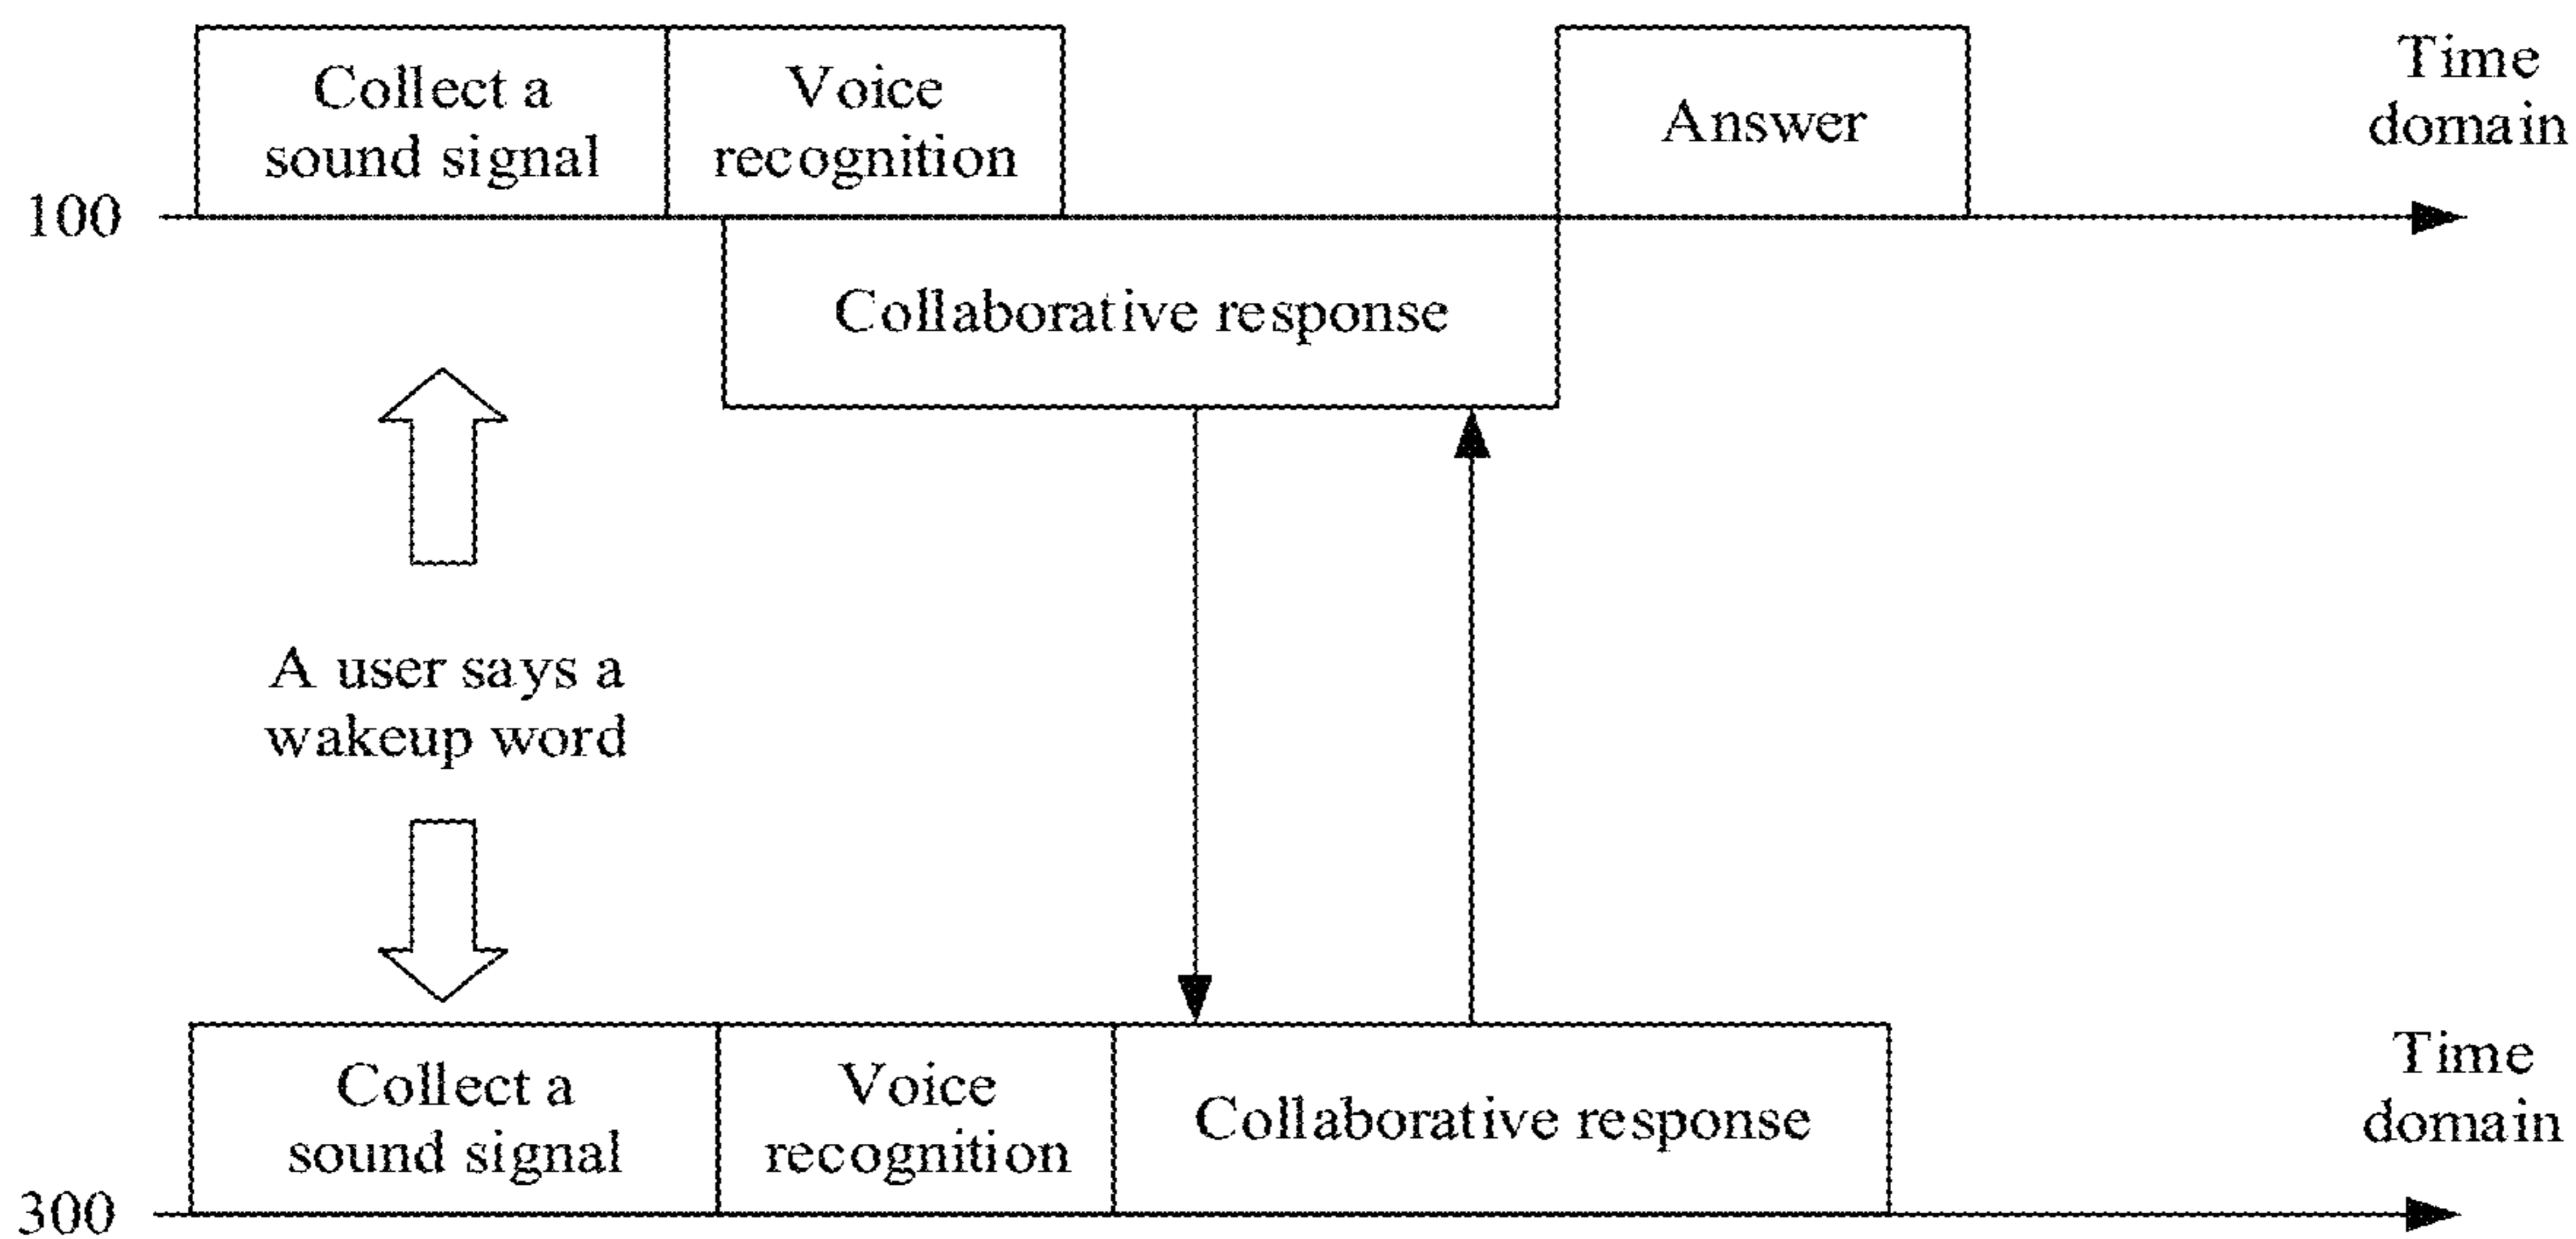 Collect a
sound signal
Voice
recognition
Answer
Time
domain
100
Collaborative response
A user says a
wakeup word
Collect a
sound signal
Voice
recognition
Collaborative response
Time
domain
300